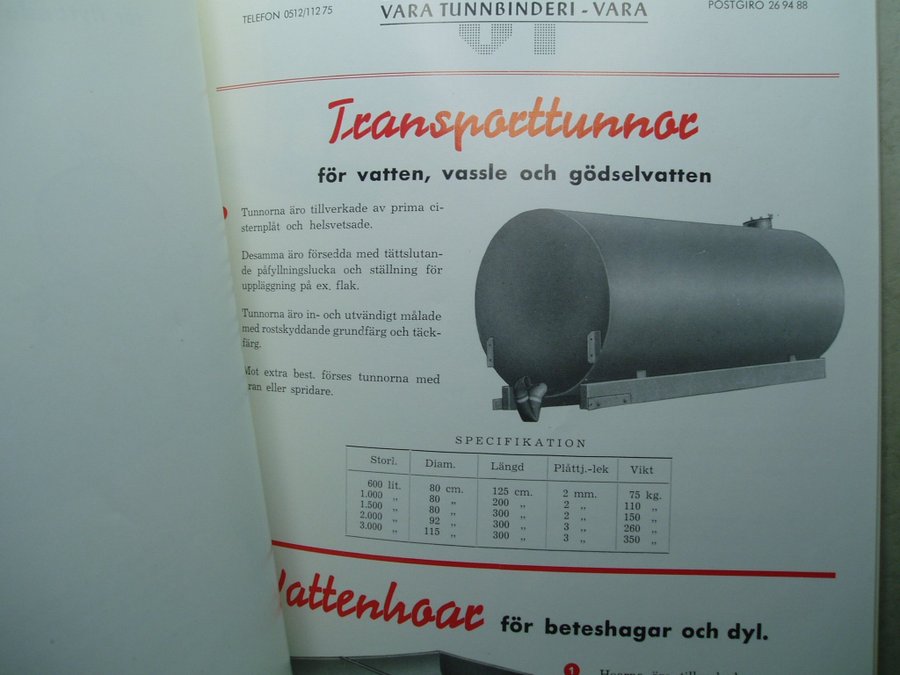 TELEFON 0512/112 75
VARA TUNNBINDERI - VARA
POSTGIRO 26 94 88
Transporttunnor
för vatten, vassle och gödselvatten
Tunnorna äro tillverkade av prima ci-
sternplåt och helsvetsade.
Desamma äro försedda med tättslutan-
de påfyllningslucka och ställning för
uppläggning på ex. flak.
Tunnorna äro in- och utvändigt målade
med rostskyddande grundfärg och täck-
färg.
Mot extra best. förses tunnorna med
ran eller spridare.
SPECIFIKATION
Storl. Diam. Längd Plåttj.-lek Vikt
600 lit. 80 cm. 125 cm. 2 mm. 75 kg.
1.000 „ 80 „ 200 „ 2 „ 110 „
1.500 „ 80 „ 300 „ 2 „ 150 „
2.000 „ 92 „ 300 „ 3 „ 260 „
3.000 „ 115 „ 300 „ 3 „ 350 „
Vattenhoar för beteshagar och dyl.
1